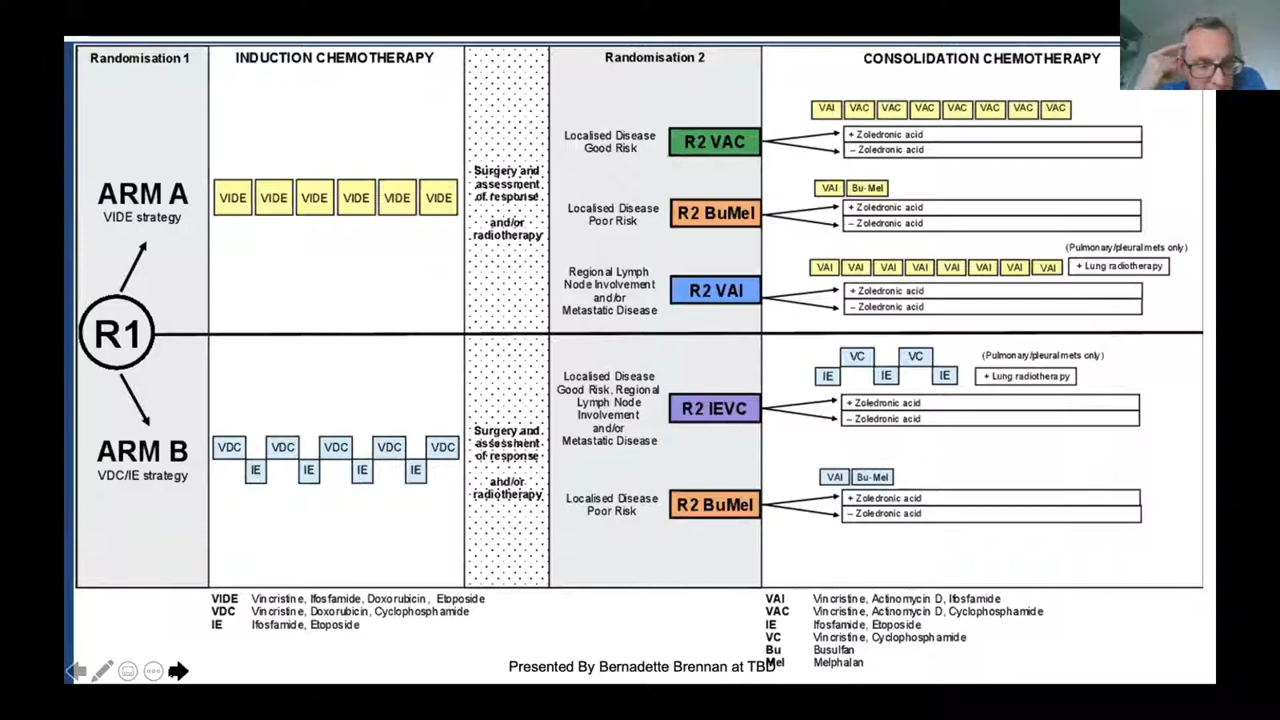 Randomisation 1
INDUCTION CHEMOTHERAPY
Randomisation 2
CONSOLIDATION CHEMOTHERAPY
ARM A
VIDE strategy
VIDE VIDE VIDE VIDE VIDE VIDE
Surgery and
assessment
of response
and/or
radiotherapy
Localised Disease
Good Risk
R2 VAC
VAI VAC VAC VAC VAC VAC VAC VAC
+ Zoledronic acid
– Zoledronic acid
Localised Disease
Poor Risk
R2 BuMel
VAI Bu-Mel
+ Zoledronic acid
– Zoledronic acid
Regional Lymph
Node Involvement
and/or
Metastatic Disease
R2 VAI
(Pulmonary/pleural mets only)
VAI VAI VAI VAI VAI VAI VAI VAI
+ Lung radiotherapy
+ Zoledronic acid
– Zoledronic acid
R1
ARM B
VDC/IE strategy
VDC VDC VDC VDC VDC
IE IE IE IE
Surgery and
assessment
of response
and/or
radiotherapy
Localised Disease
Good Risk, Regional
Lymph Node
Involvement
and/or
Metastatic Disease
R2 IEVC
VC VC
IE IE IE
(Pulmonary/pleural mets only)
+ Lung radiotherapy
+ Zoledronic acid
– Zoledronic acid
Localised Disease
Poor Risk
R2 BuMel
VAI Bu-Mel
+ Zoledronic acid
– Zoledronic acid
VIDE Vincristine, Ifosfamide, Doxorubicin, Etoposide
VDC Vincristine, Doxorubicin, Cyclophosphamide
IE Ifosfamide, Etoposide
VAI Vincristine, Actinomycin D, Ifosfamide
VAC Vincristine, Actinomycin D, Cyclophosphamide
IE Ifosfamide, Etoposide
VC Vincristine, Cyclophosphamide
Bu Busulfan
Mel Melphalan
Presented By Bernadette Brennan at TBD